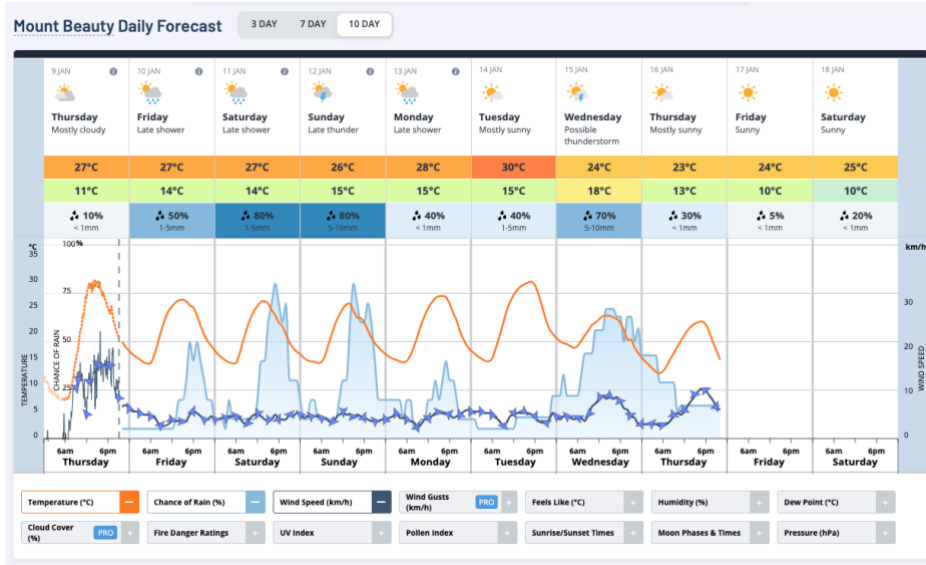 Mount Beauty Daily Forecast
3 DAY 7 DAY 10 DAY
9 JAN 10 JAN 11 JAN 12 JAN 13 JAN 14 JAN 15 JAN 16 JAN 17 JAN 18 JAN
Thursday Friday Saturday Sunday Monday Tuesday Wednesday Thursday Friday Saturday
Mostly cloudy Late shower Late shower Late thunder Late shower Mostly sunny Possible Mostly sunny Sunny Sunny
thunderstorm
27°C 27°C 27°C 26°C 28°C 30°C 24°C 23°C 24°C 25°C
11°C 14°C 14°C 15°C 15°C 15°C 18°C 13°C 10°C 10°C
10% 50% 80% 80% 40% 40% 70% 30% 5% 20%
< 1mm 1-5mm 1-5mm 5-10mm < 1mm 1-5mm 5-10mm < 1mm < 1mm < 1mm
°C 100% km/h
35
30 75 30
25
20 50 20
15
10 25 10
5
0 0
TEMPERATURE
CHANCE OF RAIN
WIND SPEED
6am 6pm 6am 6pm 6am 6pm 6am 6pm 6am 6pm 6am 6pm 6am 6pm 6am 6pm 6am 6pm 6am 6pm
Thursday Friday Saturday Sunday Monday Tuesday Wednesday Thursday Friday Saturday
Temperature (°C) − Chance of Rain (%) − Wind Speed (km/h) − Wind Gusts (km/h) PRO + Feels Like (°C) + Humidity (%) + Dew Point (°C) +
Cloud Cover (%) PRO + Fire Danger Ratings + UV Index + Pollen Index + Sunrise/Sunset Times + Moon Phases & Times + Pressure (hPa) +